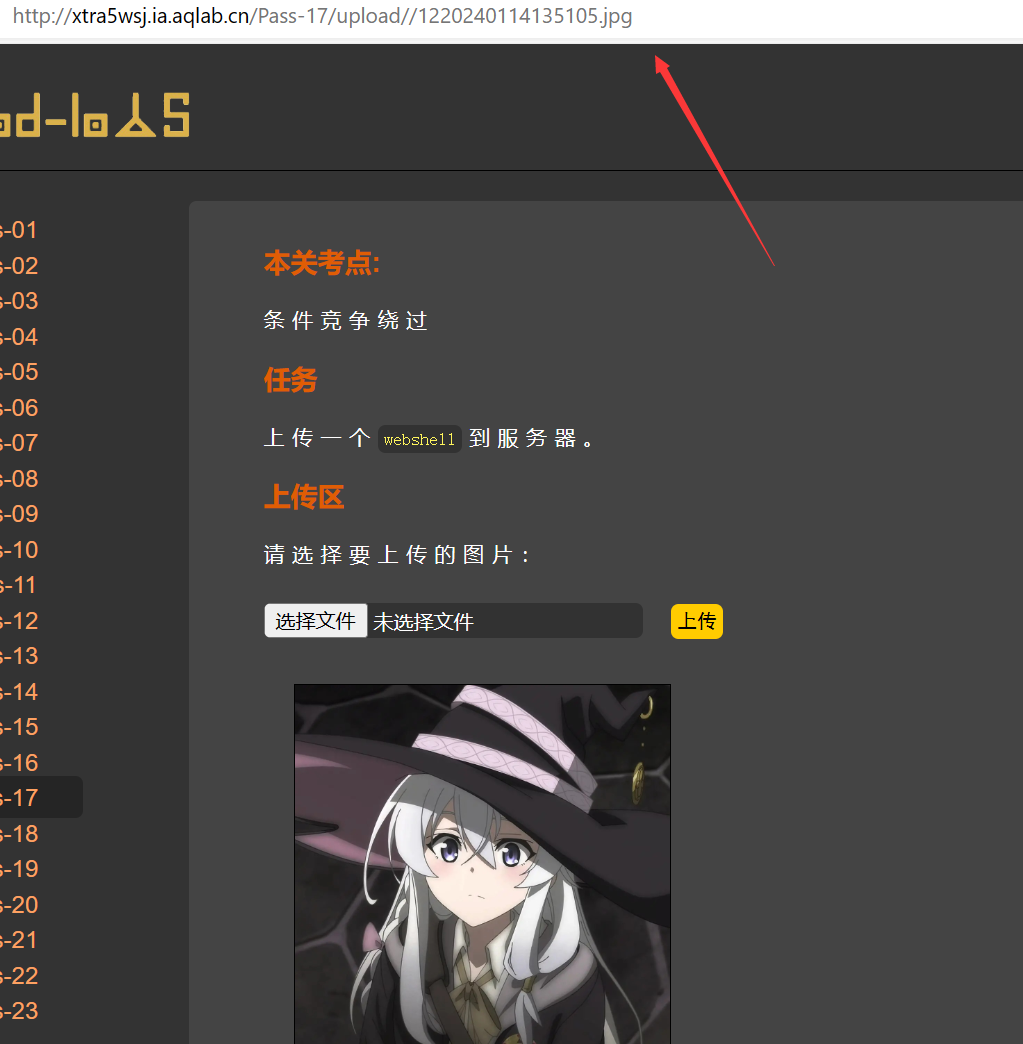 http://xtra5wsj.ia.aqlab.cn/Pass-17/upload//1220240114135105.jpg
s-01
s-02
s-03
s-04
s-05
s-06
s-07
s-08
s-09
s-10
s-11
s-12
s-13
s-14
s-15
s-16
s-17
s-18
s-19
s-20
s-21
s-22
s-23
本关考点:
条件竞争绕过
任务
上传一个 webshell 到服务器。
上传区
请选择要上传的图片：
选择文件 未选择文件 上传